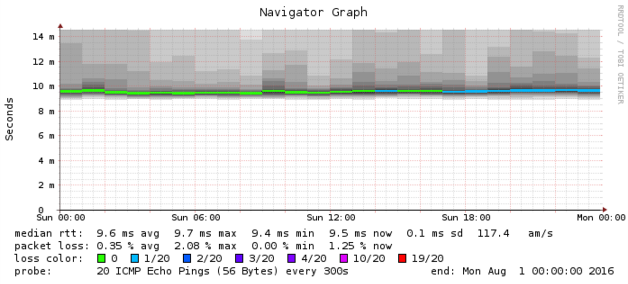 Navigator Graph
RRDTOOL / TOBI OETIKER
Seconds
14 m
12 m
10 m
8 m
6 m
4 m
2 m
0
Sun 00:00 Sun 06:00 Sun 12:00 Sun 18:00 Mon 00:00
median rtt: 9.6 ms avg 9.7 ms max 9.4 ms min 9.5 ms now 0.1 ms sd 117.4 am/s
packet loss: 0.35 % avg 2.08 % max 0.00 % min 1.25 % now
loss color: 0 1/20 2/20 3/20 4/20 10/20 19/20
probe: 20 ICMP Echo Pings (56 Bytes) every 300s end: Mon Aug 1 00:00:00 2016